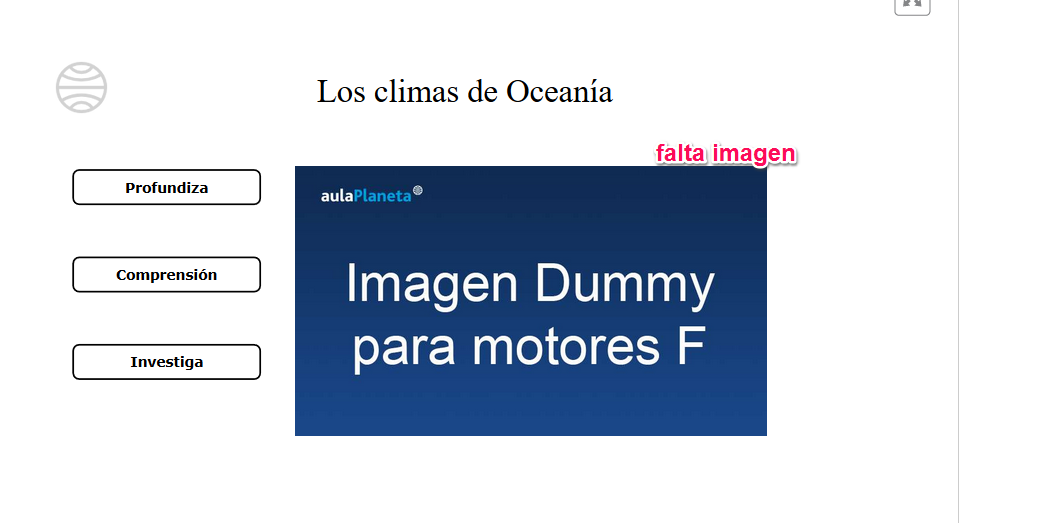 Los climas de Oceanía
falta imagen
Profundiza
Comprensión
Investiga
aulaPlaneta
Imagen Dummy
para motores F